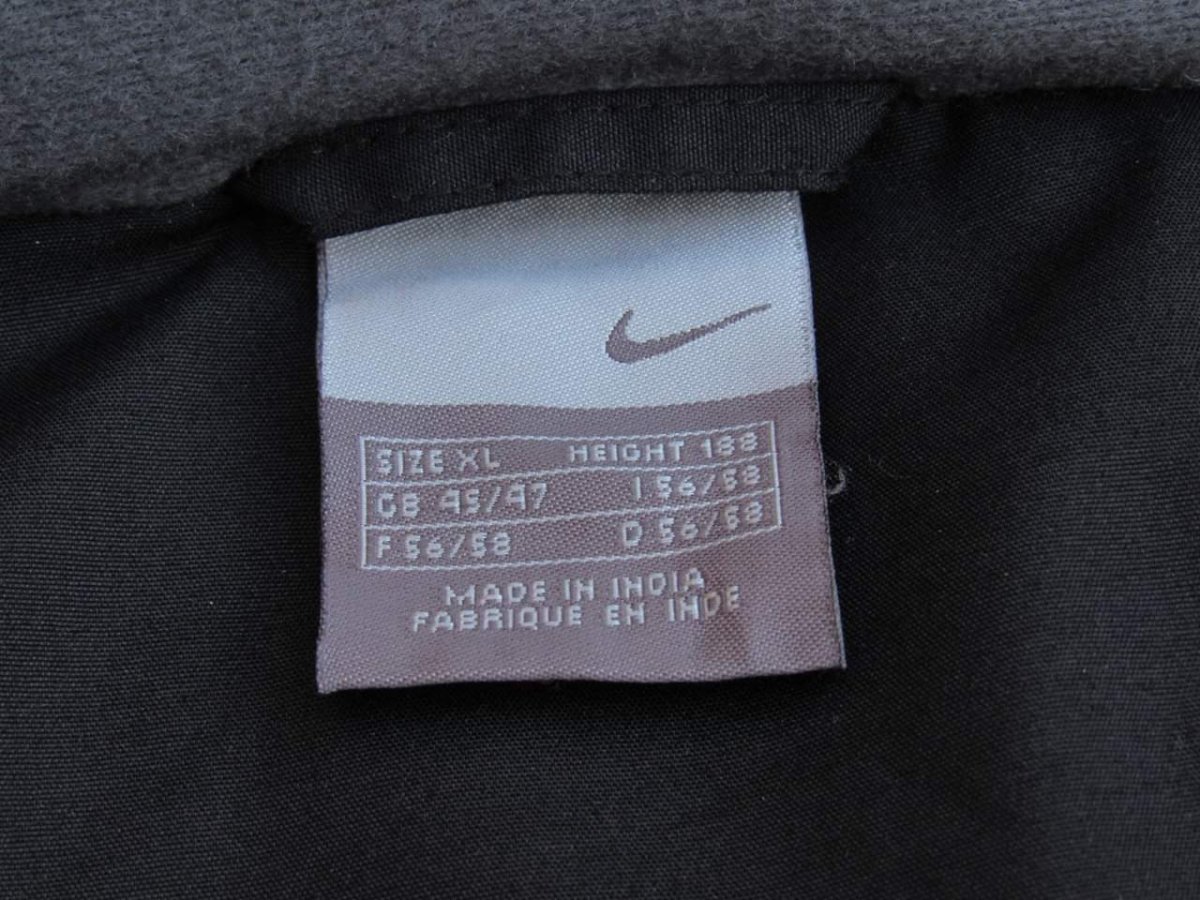 SIZE XL HEIGHT 188
GB 45/47 I 56/58
F 56/58 D 56/58
MADE IN INDIA
FABRIQUE EN INDE